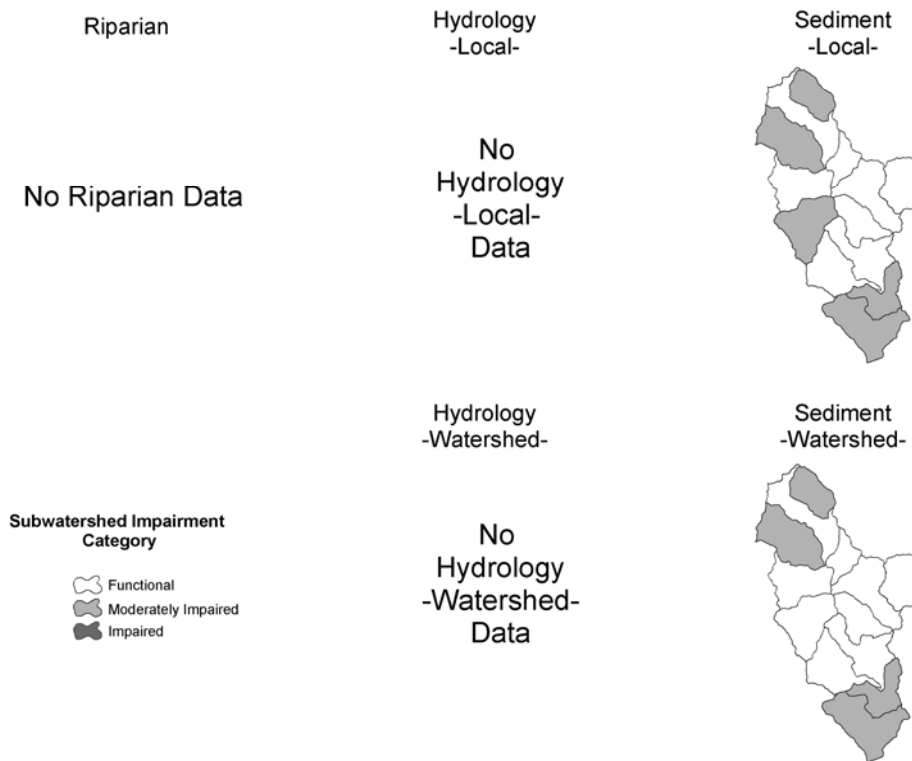 Riparian
Hydrology
-Local-
Sediment
-Local-
No Riparian Data
No
Hydrology
-Local-
Data
Hydrology
-Watershed-
Sediment
-Watershed-
Subwatershed Impairment
Category
Functional
Moderately Impaired
Impaired
No
Hydrology
-Watershed-
Data